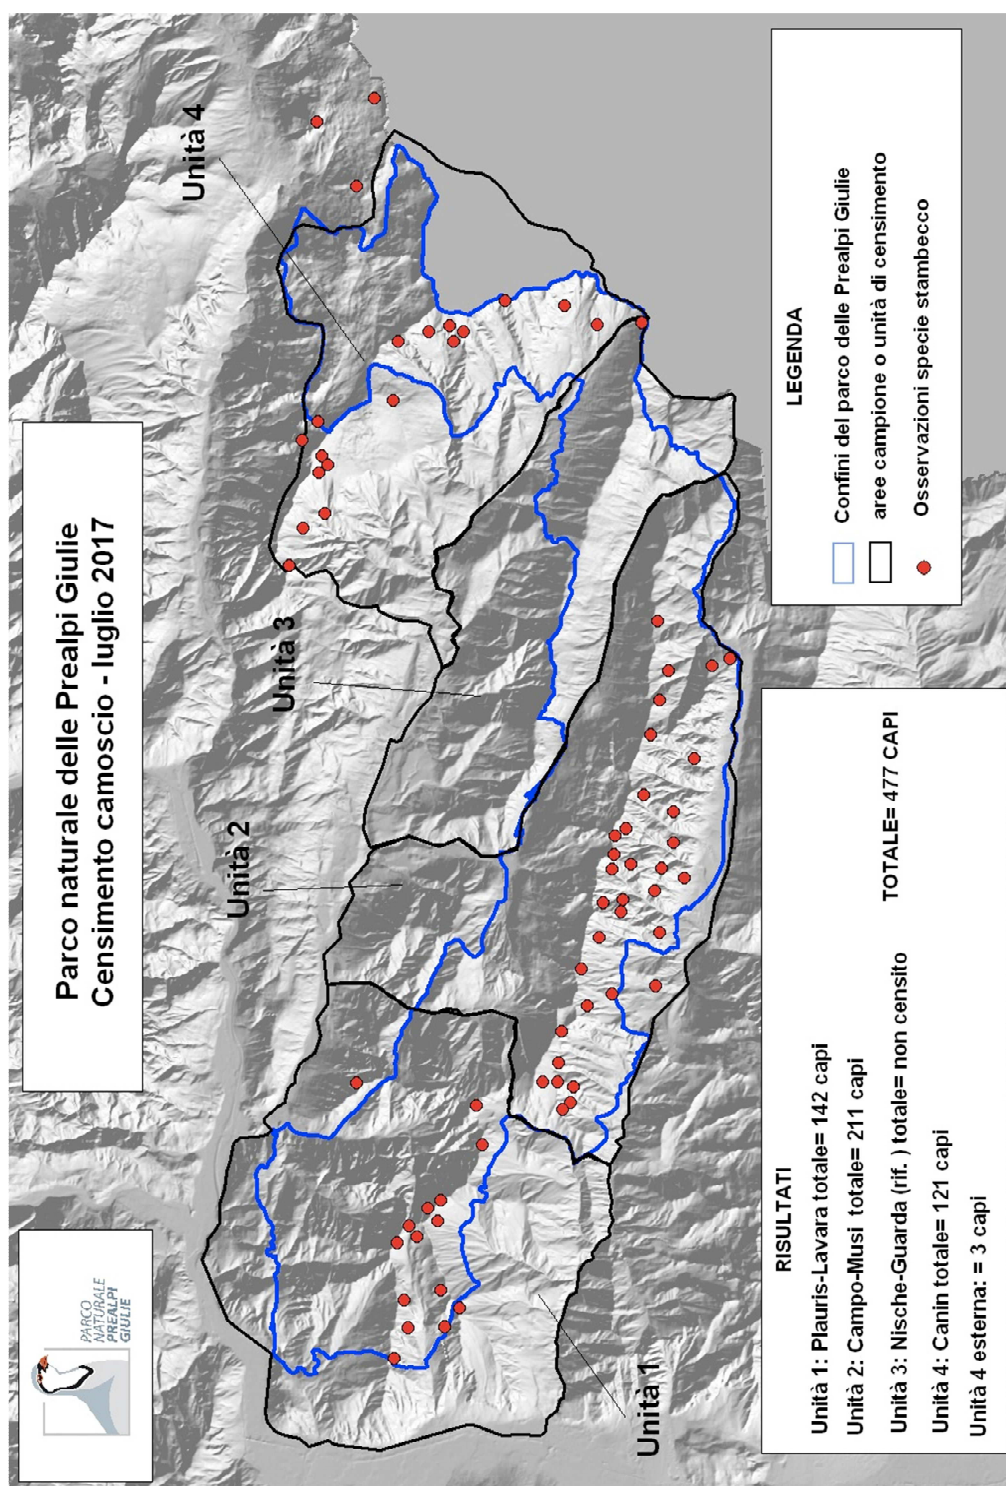 Parco naturale delle Prealpi Giulie
Censimento camoscio - luglio 2017
PARCO
NATURALE
PREALPI
GIULIE
Unità 1
Unità 2
Unità 3
Unità 4
RISULTATI
Unità 1: Plauris-Lavara totale= 142 capi
Unità 2: Campo-Musi totale= 211 capi
Unità 3: Nische-Guarda (rif. ) totale= non censito
TOTALE= 477 CAPI
Unità 4: Canin totale= 121 capi
Unità 4 esterna: = 3 capi
LEGENDA
Confini del parco delle Prealpi Giulie
aree campione o unità di censimento
Osservazioni specie stambecco